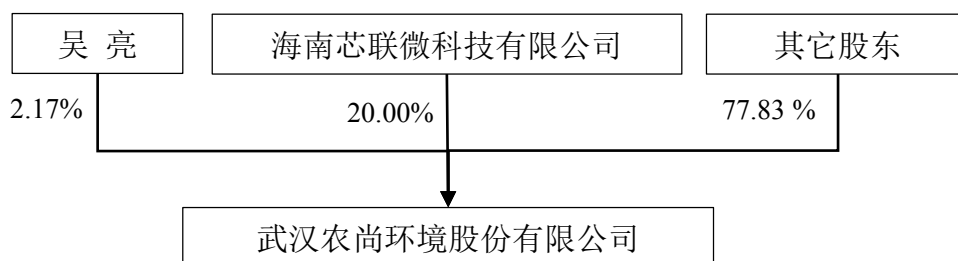 吴 亮
海南芯联微科技有限公司
其它股东
2.17%
20.00%
77.83 %
武汉农尚环境股份有限公司